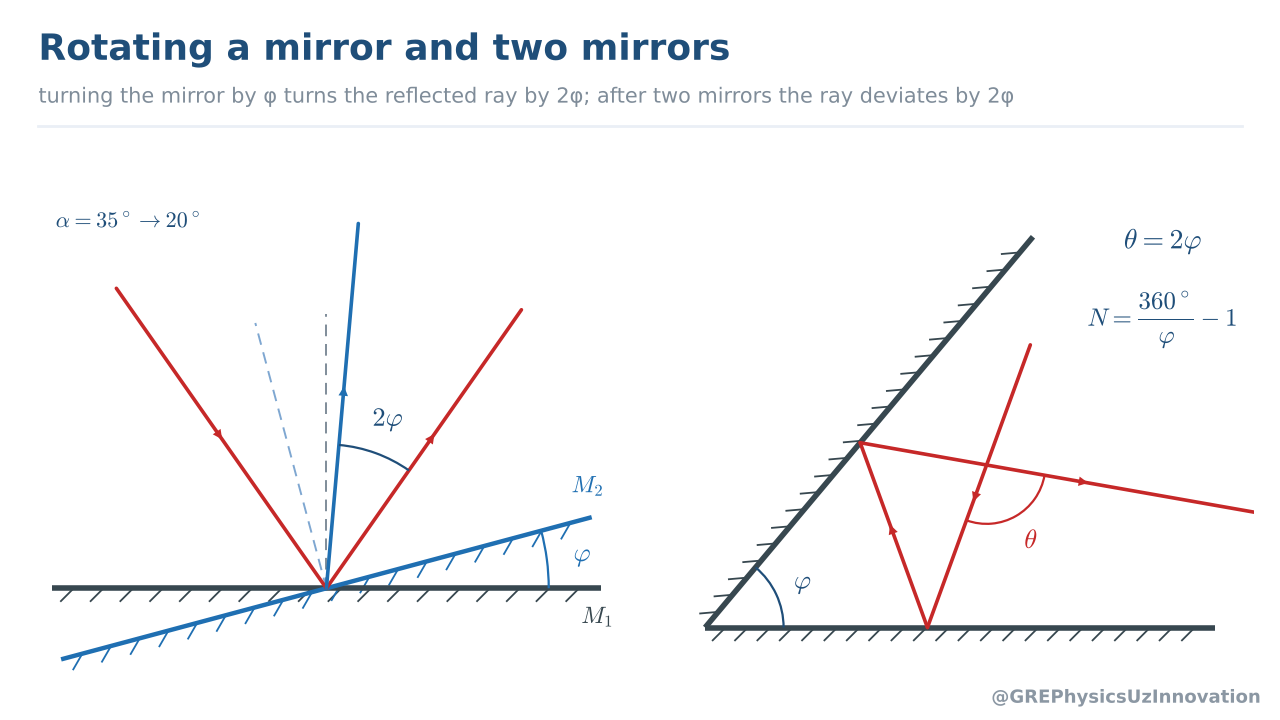 Rotating a mirror and two mirrors
turning the mirror by φ turns the reflected ray by 2φ; after two mirrors the ray deviates by 2φ
α = 35° → 20°
2φ
M₂
φ
M₁
θ = 2φ
N = 360°/φ − 1
θ
φ
@GREPhysicsUzInnovation